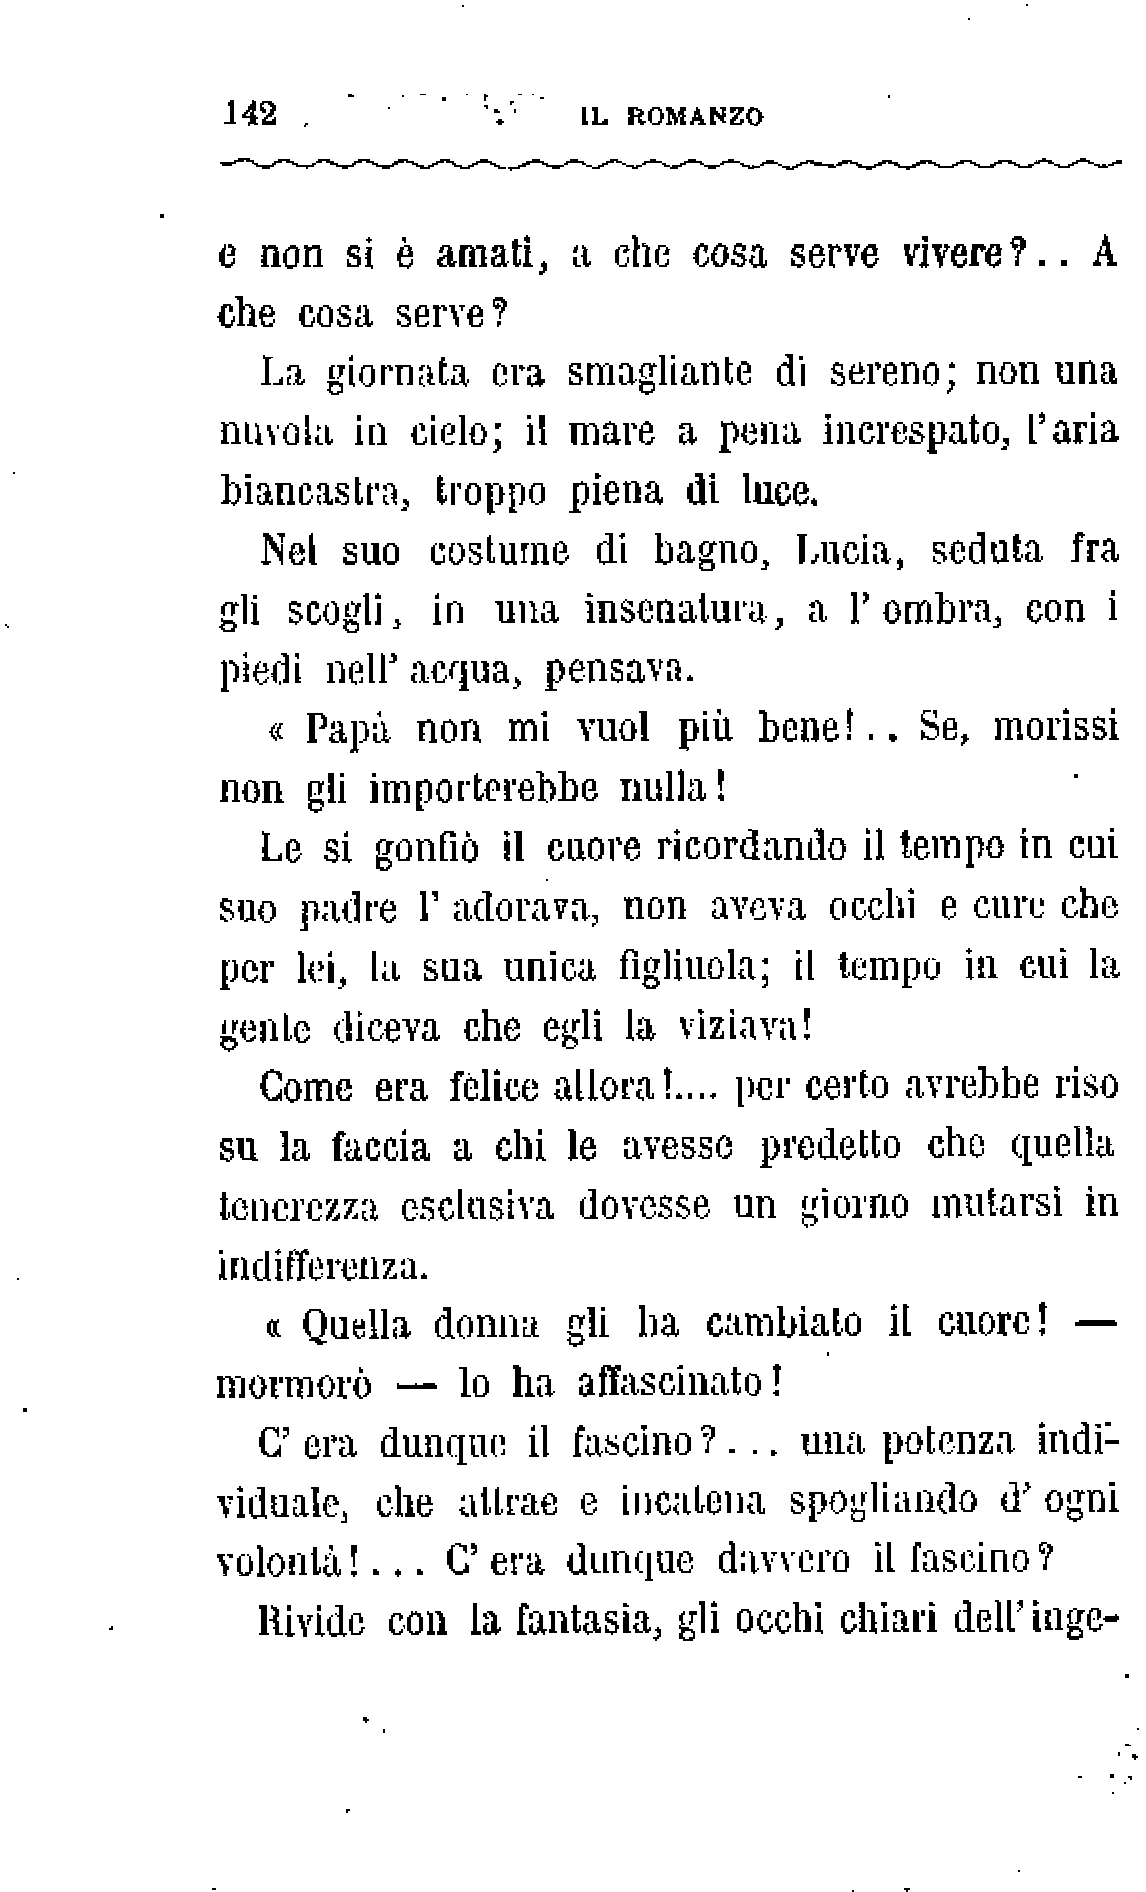 142 IL ROMANZO
e non si è amati, a che cosa serve vivere?.. A
che cosa serve?
La giornata era smagliante di sereno; non una
nuvola in cielo; il mare a pena increspato, l'aria
biancastra, troppo piena di luce.
Nel suo costume di bagno, Lucia, seduta fra
gli scogli, in una insenatura, a l'ombra, con i
piedi nell'acqua, pensava.
« Papà non mi vuol più bene!.. Se, morissi
non gli importerebbe nulla!
Le si gonfiò il cuore ricordando il tempo in cui
suo padre l'adorava, non aveva occhi e cure che
per lei, la sua unica figliuola; il tempo in cui la
gente diceva che egli la viziava!
Come era felice allora!.... per certo avrebbe riso
su la faccia a chi le avesse predetto che quella
tenerezza esclusiva dovesse un giorno mutarsi in
indifferenza.
« Quella donna gli ha cambiato il cuore! —
mormorò — lo ha affascinato!
C'era dunque il fascino?... una potenza indi-
viduale, che attrae e incatena spogliando d'ogni
volontà!... C'era dunque davvero il fascino?
Rivide con la fantasia, gli occhi chiari dell'inge-